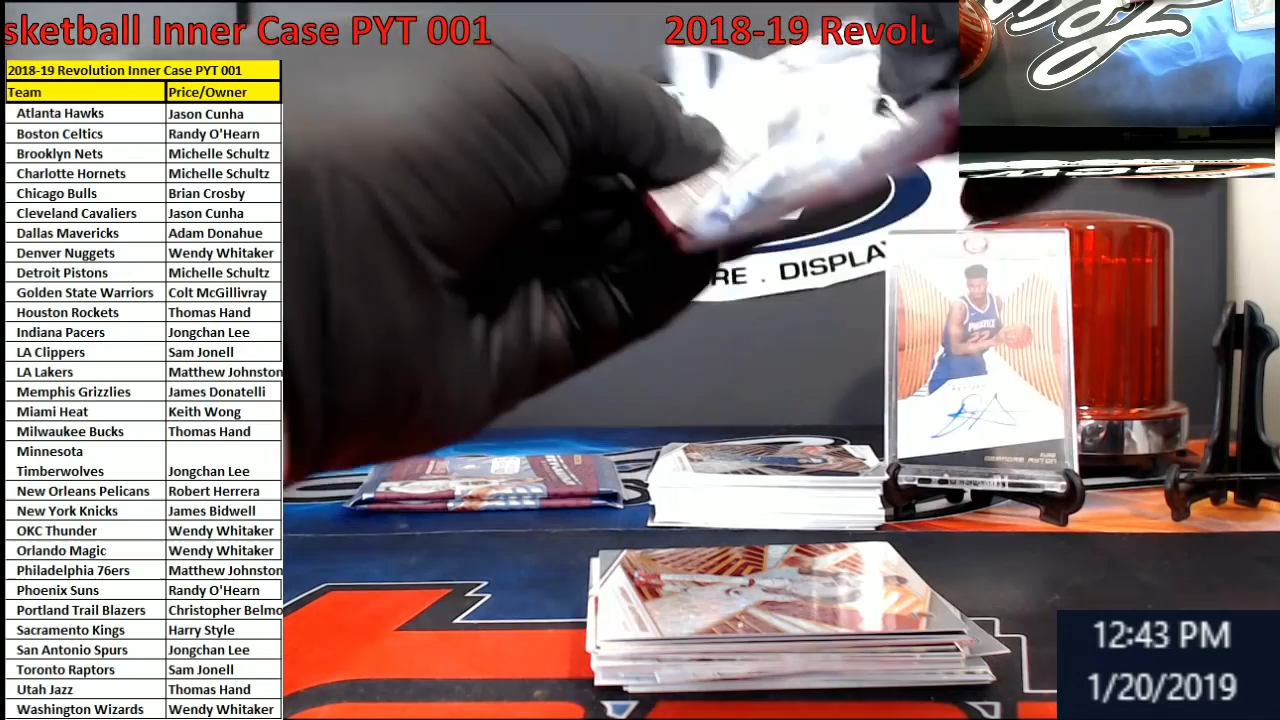 sketball Inner Case PYT 001 2018-19 Revolu
2018-19 Revolution Inner Case PYT 001
Team Price/Owner
Atlanta Hawks Jason Cunha
Boston Celtics Randy O'Hearn
Brooklyn Nets Michelle Schultz
Charlotte Hornets Michelle Schultz
Chicago Bulls Brian Crosby
Cleveland Cavaliers Jason Cunha
Dallas Mavericks Adam Donahue
Denver Nuggets Wendy Whitaker
Detroit Pistons Michelle Schultz
Golden State Warriors Colt McGillivray
Houston Rockets Thomas Hand
Indiana Pacers Jongchan Lee
LA Clippers Sam Jonell
LA Lakers Matthew Johnston
Memphis Grizzlies James Donatelli
Miami Heat Keith Wong
Milwaukee Bucks Thomas Hand
Minnesota
Timberwolves Jongchan Lee
New Orleans Pelicans Robert Herrera
New York Knicks James Bidwell
OKC Thunder Wendy Whitaker
Orlando Magic Wendy Whitaker
Philadelphia 76ers Matthew Johnston
Phoenix Suns Randy O'Hearn
Portland Trail Blazers Christopher Belmo
Sacramento Kings Harry Style
San Antonio Spurs Jongchan Lee
Toronto Raptors Sam Jonell
Utah Jazz Thomas Hand
Washington Wizards Wendy Whitaker
RE . DISPLA
PHOENIX
22
DEANDRE AYTON
12:43 PM
1/20/2019